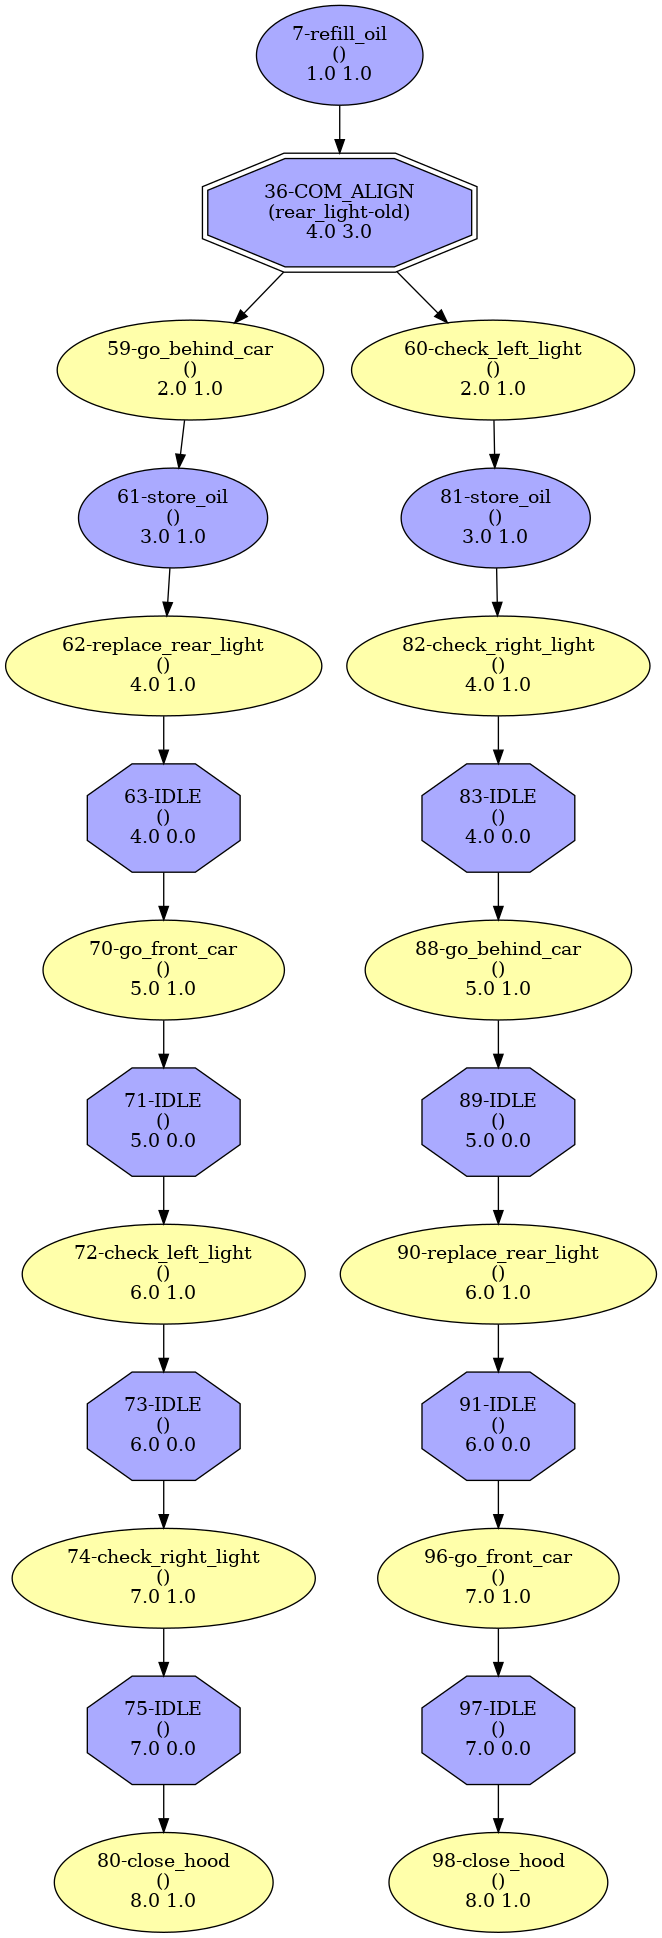 7-refill_oil
()
1.0 1.0
36-COM_ALIGN
(rear_light-old)
4.0 3.0
59-go_behind_car
()
2.0 1.0
60-check_left_light
()
2.0 1.0
61-store_oil
()
3.0 1.0
81-store_oil
()
3.0 1.0
62-replace_rear_light
()
4.0 1.0
82-check_right_light
()
4.0 1.0
63-IDLE
()
4.0 0.0
83-IDLE
()
4.0 0.0
70-go_front_car
()
5.0 1.0
88-go_behind_car
()
5.0 1.0
71-IDLE
()
5.0 0.0
89-IDLE
()
5.0 0.0
72-check_left_light
()
6.0 1.0
90-replace_rear_light
()
6.0 1.0
73-IDLE
()
6.0 0.0
91-IDLE
()
6.0 0.0
74-check_right_light
()
7.0 1.0
96-go_front_car
()
7.0 1.0
75-IDLE
()
7.0 0.0
97-IDLE
()
7.0 0.0
80-close_hood
()
8.0 1.0
98-close_hood
()
8.0 1.0